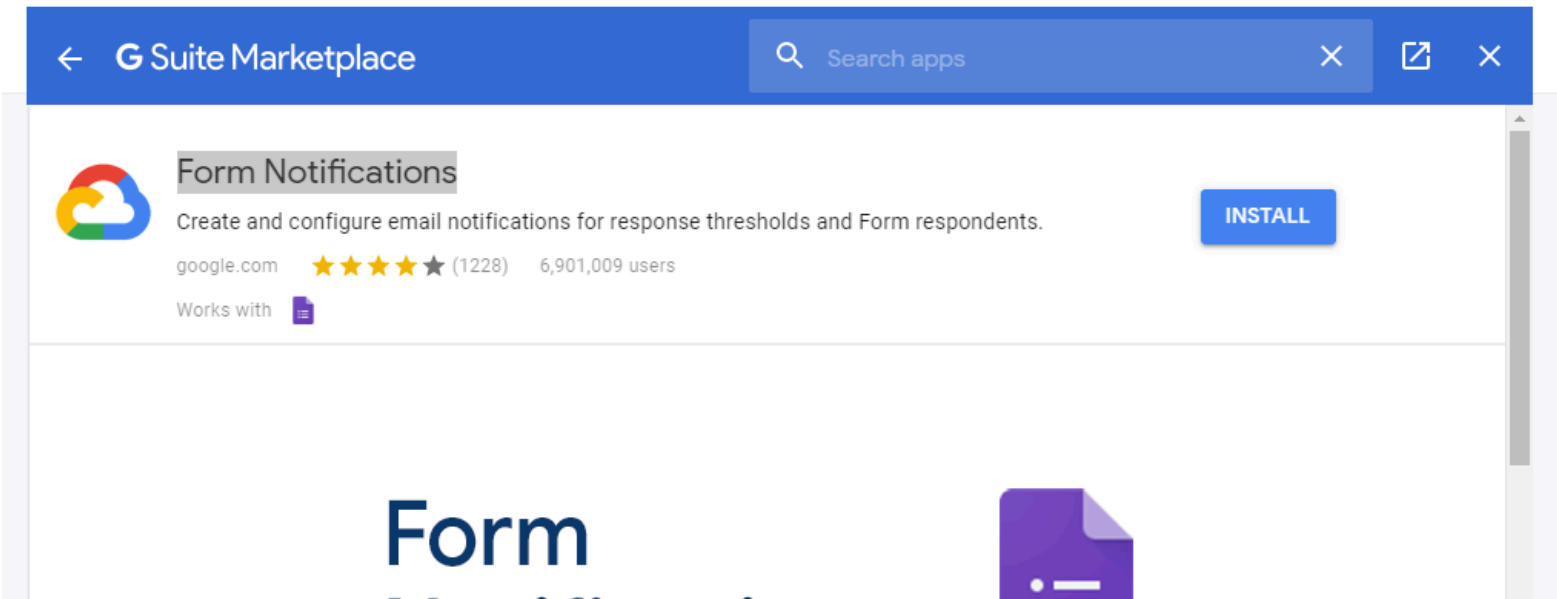 G Suite Marketplace
Search apps
Form Notifications
Create and configure email notifications for response thresholds and Form respondents.
INSTALL
google.com (1228) 6,901,009 users
Works with
Form